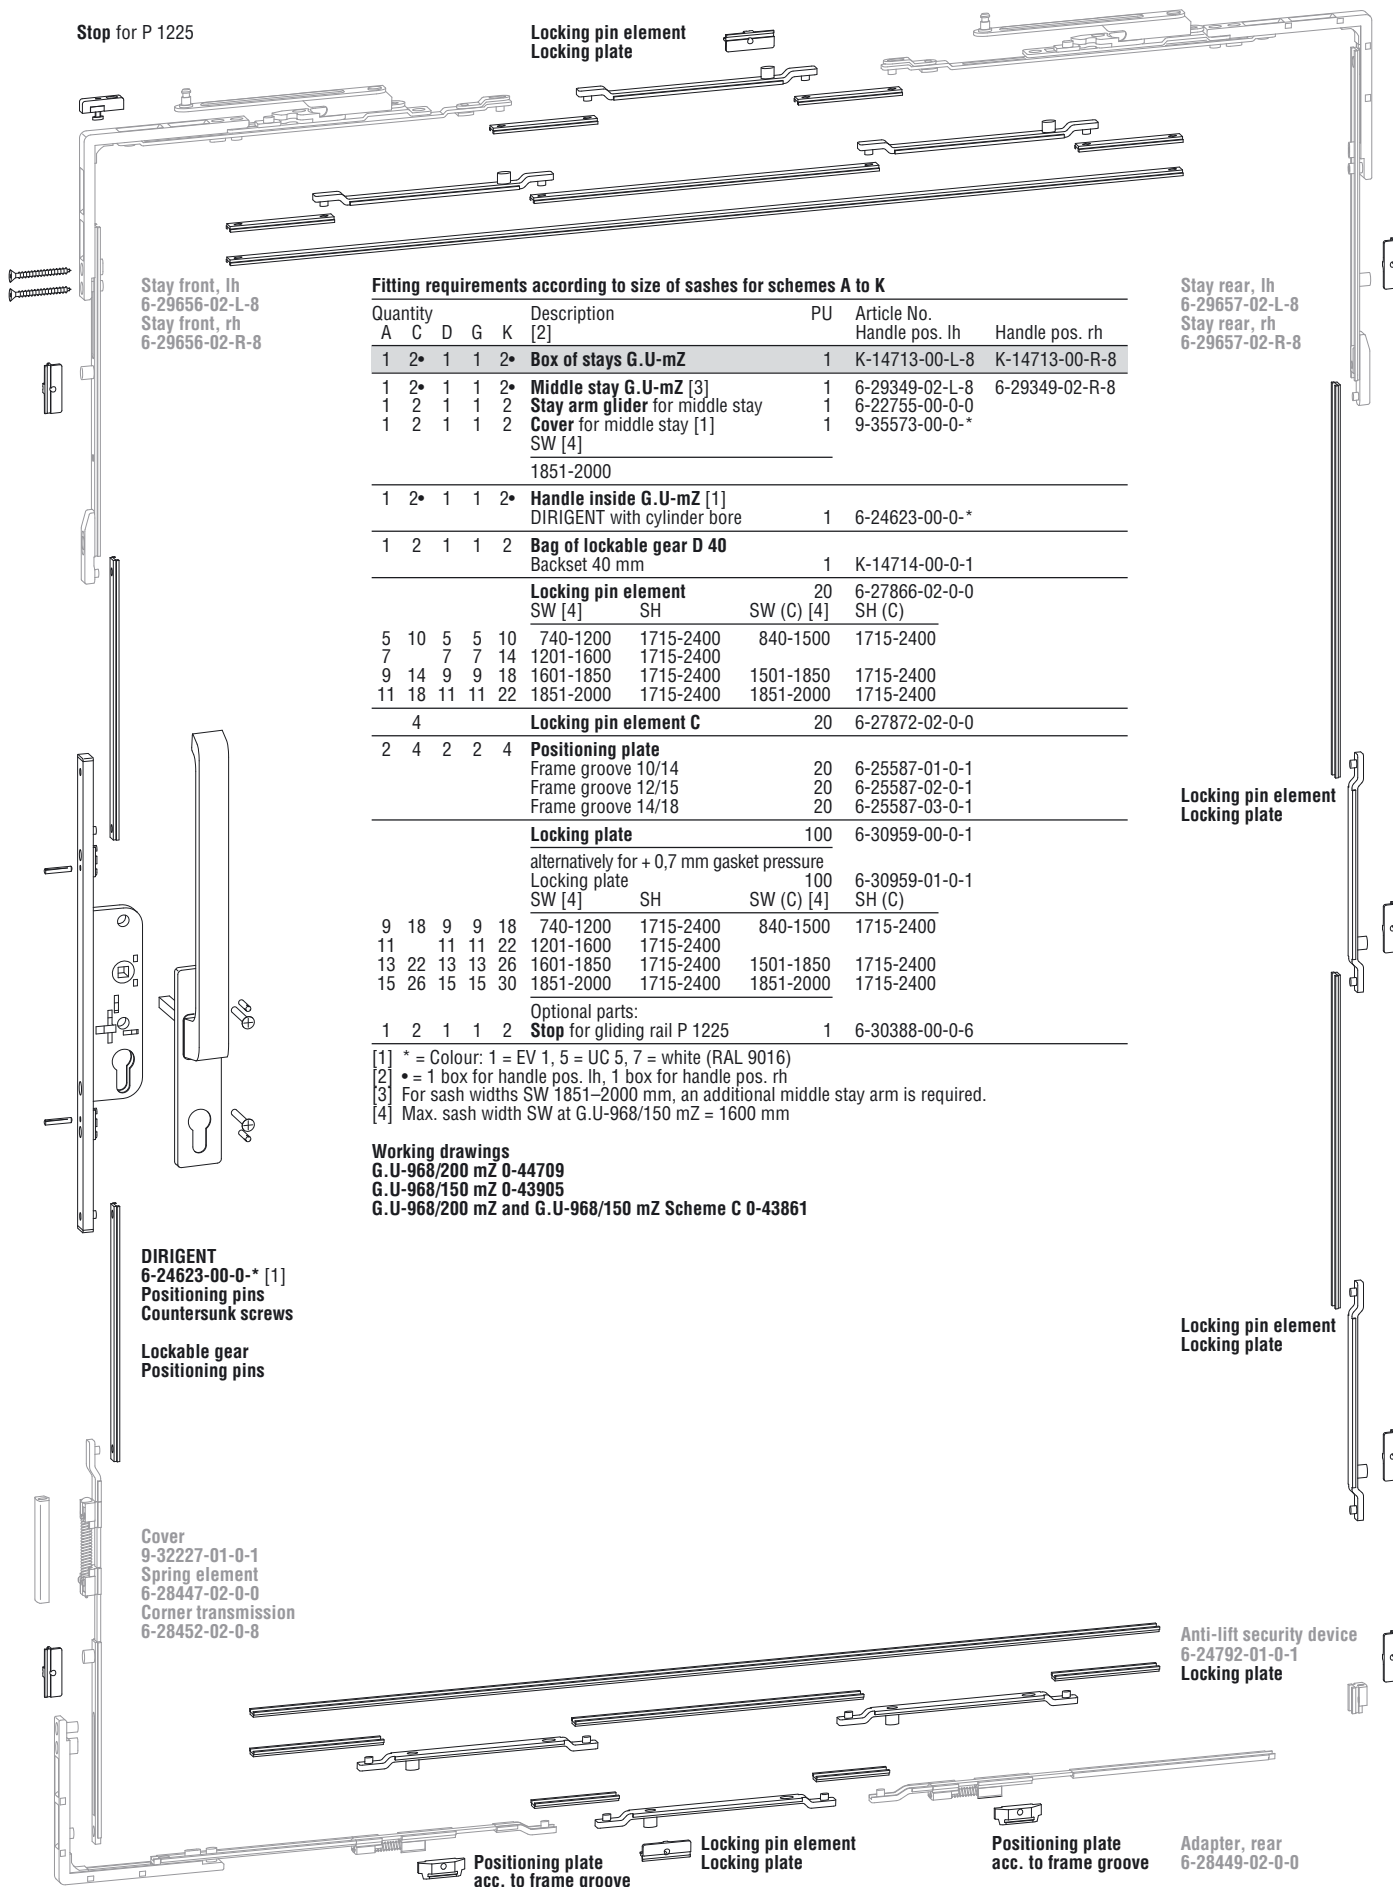 Stop for P 1225
Locking pin element
Locking plate
Stay front, lh
6-29656-02-L-8
Stay front, rh
6-29656-02-R-8
Stay rear, lh
6-29657-02-L-8
Stay rear, rh
6-29657-02-R-8
Fitting requirements according to size of sashes for schemes A to K
Quantity Description PU Article No.
A C D G K [2] Handle pos. lh Handle pos. rh
1 2• 1 1 2• Box of stays G.U-mZ 1 K-14713-00-L-8 K-14713-00-R-8
1 2• 1 1 2• Middle stay G.U-mZ [3] 1 6-29349-02-L-8 6-29349-02-R-8
1 2 1 1 2 Stay arm glider for middle stay 1 6-22755-00-0-0
1 2 1 1 2 Cover for middle stay [1] 1 9-35573-00-0-*
SW [4]
1851-2000
1 2• 1 1 2• Handle inside G.U-mZ [1]
DIRIGENT with cylinder bore 1 6-24623-00-0-*
1 2 1 1 2 Bag of lockable gear D 40
Backset 40 mm 1 K-14714-00-0-1
Locking pin element 20 6-27866-02-0-0
SW [4] SH SW (C) [4] SH (C)
5 10 5 5 10 740-1200 1715-2400 840-1500 1715-2400
7 7 7 14 1201-1600 1715-2400
9 14 9 9 18 1601-1850 1715-2400 1501-1850 1715-2400
11 18 11 11 22 1851-2000 1715-2400 1851-2000 1715-2400
4 Locking pin element C 20 6-27872-02-0-0
2 4 2 2 4 Positioning plate
Frame groove 10/14 20 6-25587-01-0-1
Frame groove 12/15 20 6-25587-02-0-1
Frame groove 14/18 20 6-25587-03-0-1
Locking plate 100 6-30959-00-0-1
alternatively for + 0,7 mm gasket pressure
Locking plate 100 6-30959-01-0-1
SW [4] SH SW (C) [4] SH (C)
9 18 9 9 18 740-1200 1715-2400 840-1500 1715-2400
11 11 11 22 1201-1600 1715-2400
13 22 13 13 26 1601-1850 1715-2400 1501-1850 1715-2400
15 26 15 15 30 1851-2000 1715-2400 1851-2000 1715-2400
Optional parts:
1 2 1 1 2 Stop for gliding rail P 1225 1 6-30388-00-0-6
[1] * = Colour: 1 = EV 1, 5 = UC 5, 7 = white (RAL 9016)
[2] • = 1 box for handle pos. lh, 1 box for handle pos. rh
[3] For sash widths SW 1851–2000 mm, an additional middle stay arm is required.
[4] Max. sash width SW at G.U-968/150 mZ = 1600 mm
Working drawings
G.U-968/200 mZ 0-44709
G.U-968/150 mZ 0-43905
G.U-968/200 mZ and G.U-968/150 mZ Scheme C 0-43861
Locking pin element
Locking plate
DIRIGENT
6-24623-00-0-* [1]
Positioning pins
Countersunk screws
Lockable gear
Positioning pins
Locking pin element
Locking plate
Cover
9-32227-01-0-1
Spring element
6-28447-02-0-0
Corner transmission
6-28452-02-0-8
Anti-lift security device
6-24792-01-0-1
Locking plate
Positioning plate
acc. to frame groove
Locking pin element
Locking plate
Positioning plate
acc. to frame groove
Adapter, rear
6-28449-02-0-0